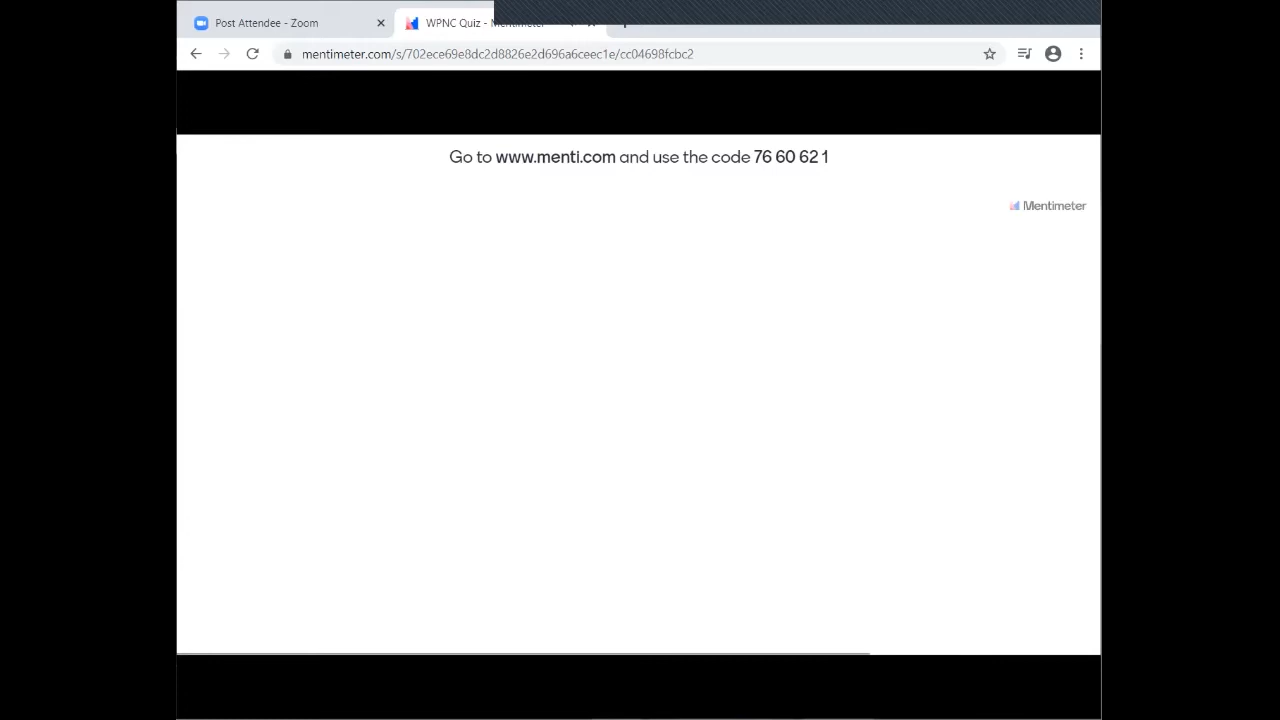 Post Attendee - Zoom
WPNC Quiz - Mentimeter
mentimeter.com/s/702ece69e8dc2d8826e2d696a6ceec1e/cc04698fcbc2
Go to www.menti.com and use the code 76 60 62 1
Mentimeter